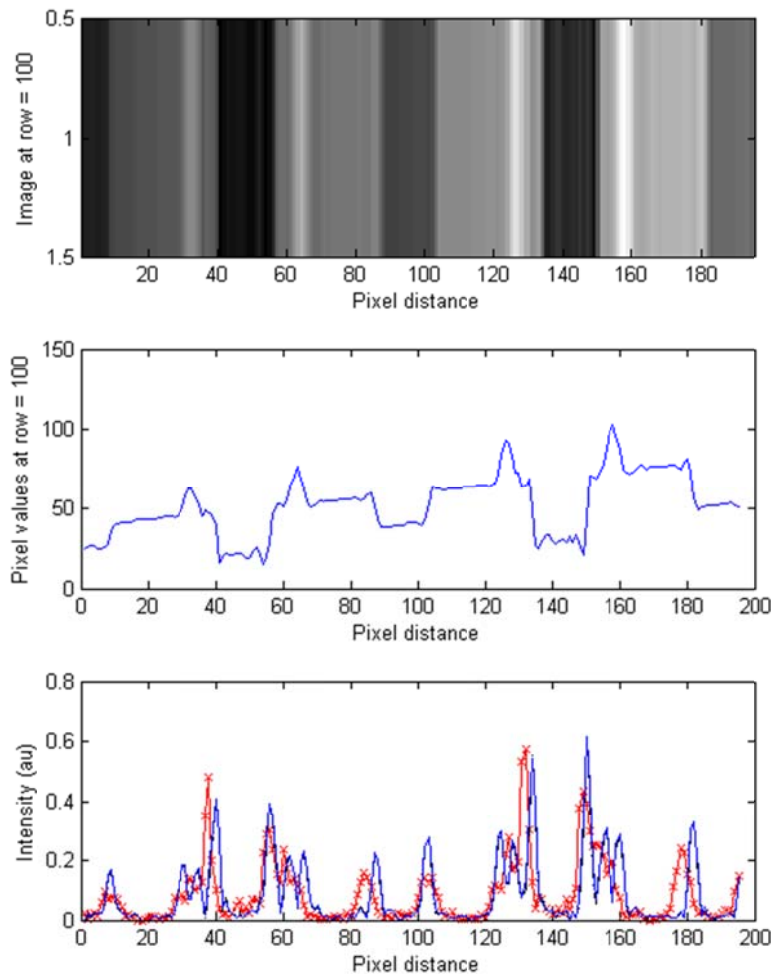 0.5
1
1.5
Image at row = 100
20 40 60 80 100 120 140 160 180
Pixel distance
150
100
50
0
Pixel values at row = 100
0 20 40 60 80 100 120 140 160 180 200
Pixel distance
0.8
0.6
0.4
0.2
0
Intensity (au)
0 20 40 60 80 100 120 140 160 180 200
Pixel distance